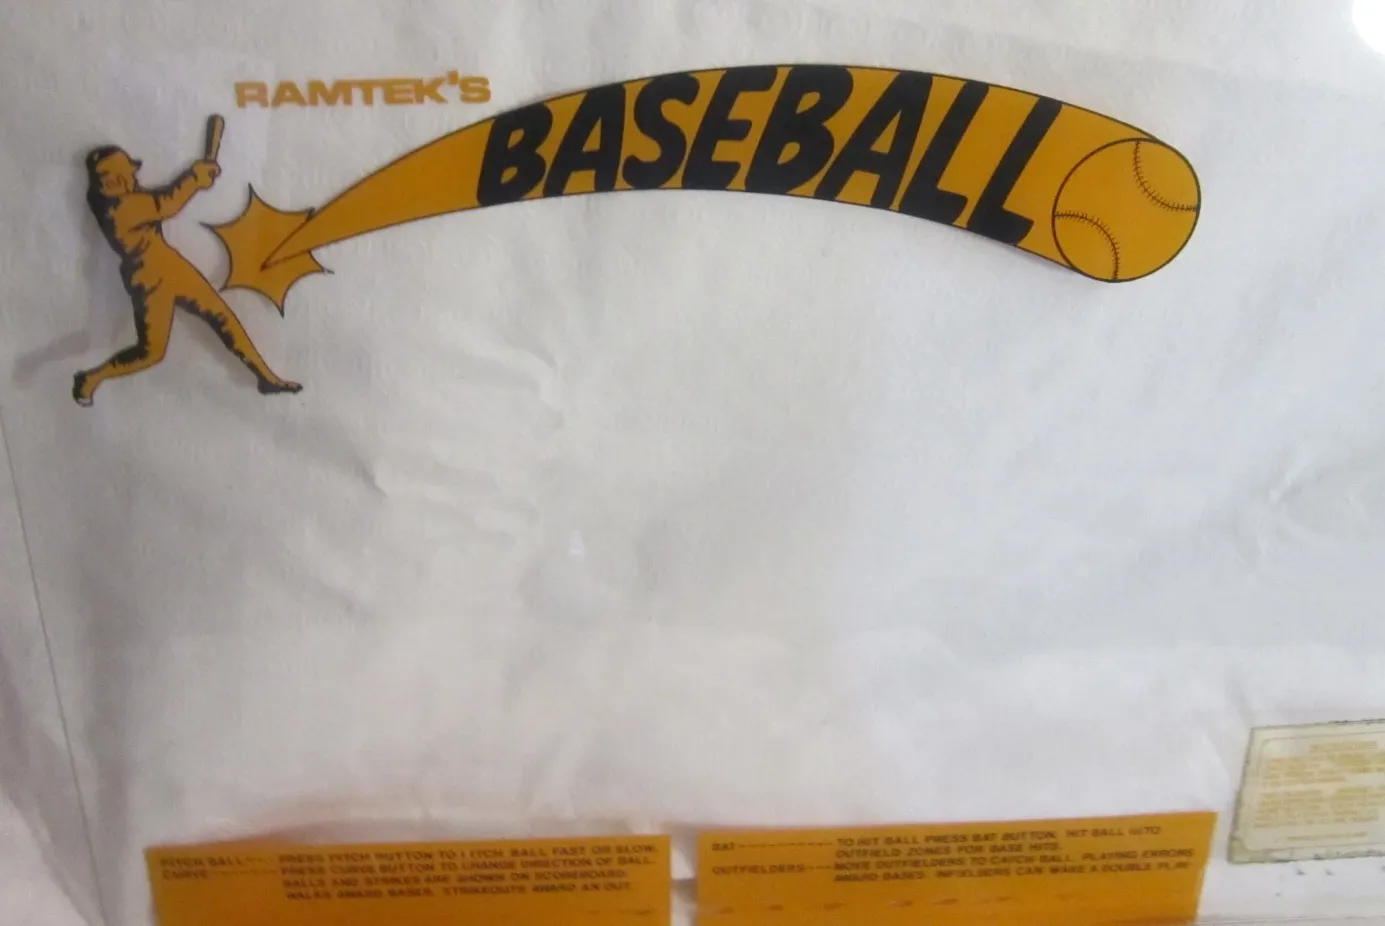 RAMTEK'S
BASEBALL
PITCH BALL---- PRESS PITCH BUTTON TO PITCH BALL FAST OR SLOW.
CURVE--------- PRESS CURVE BUTTON TO CHANGE DIRECTION OF BALL.
BALLS AND STRIKES ARE SHOWN ON SCOREBOARD.
WALKS AWARD BASES. STRIKEOUTS AWARD AN OUT.
BAT------------- TO HIT BALL PRESS BAT BUTTON. HIT BALL INTO
OUTFIELD ZONES FOR BASE HITS.
OUTFIELDERS---- MOVE OUTFIELDERS TO CATCH BALL. PLAYING ERRORS
AWARD BASES. INFIELDERS CAN MAKE A DOUBLE PLAY.